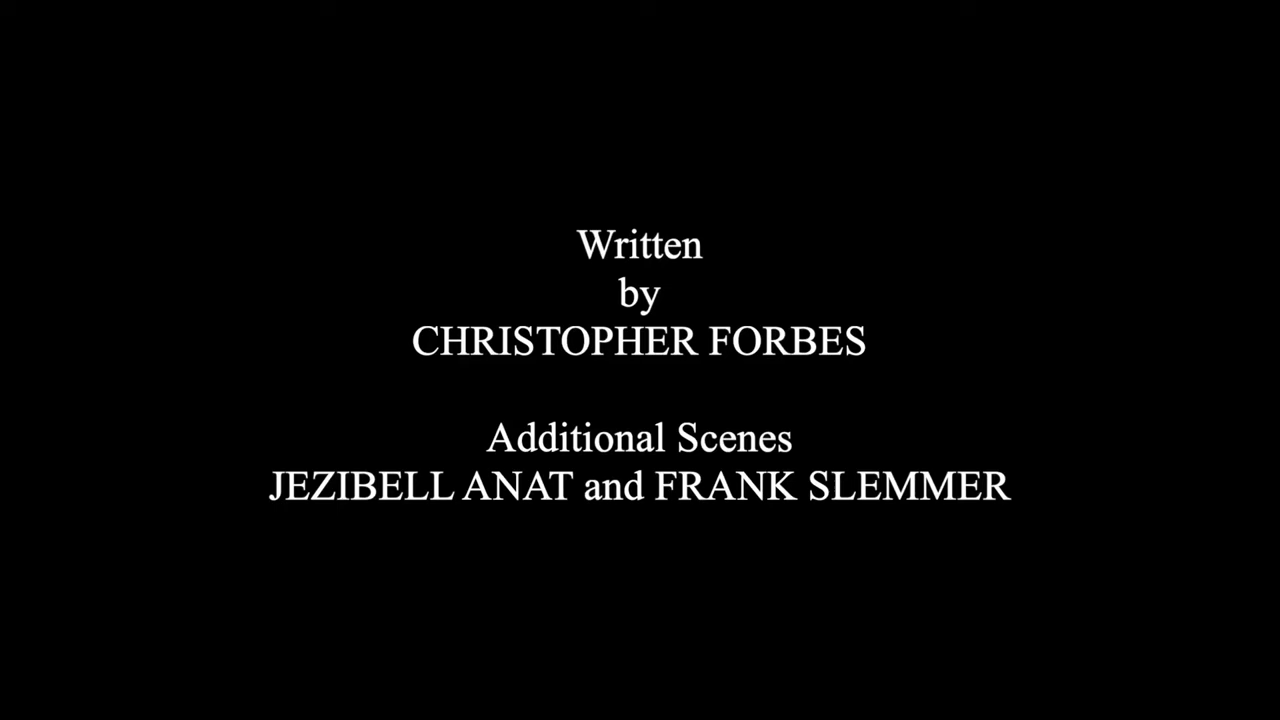 Written
by
CHRISTOPHER FORBES
Additional Scenes
JEZIBELL ANAT and FRANK SLEMMER